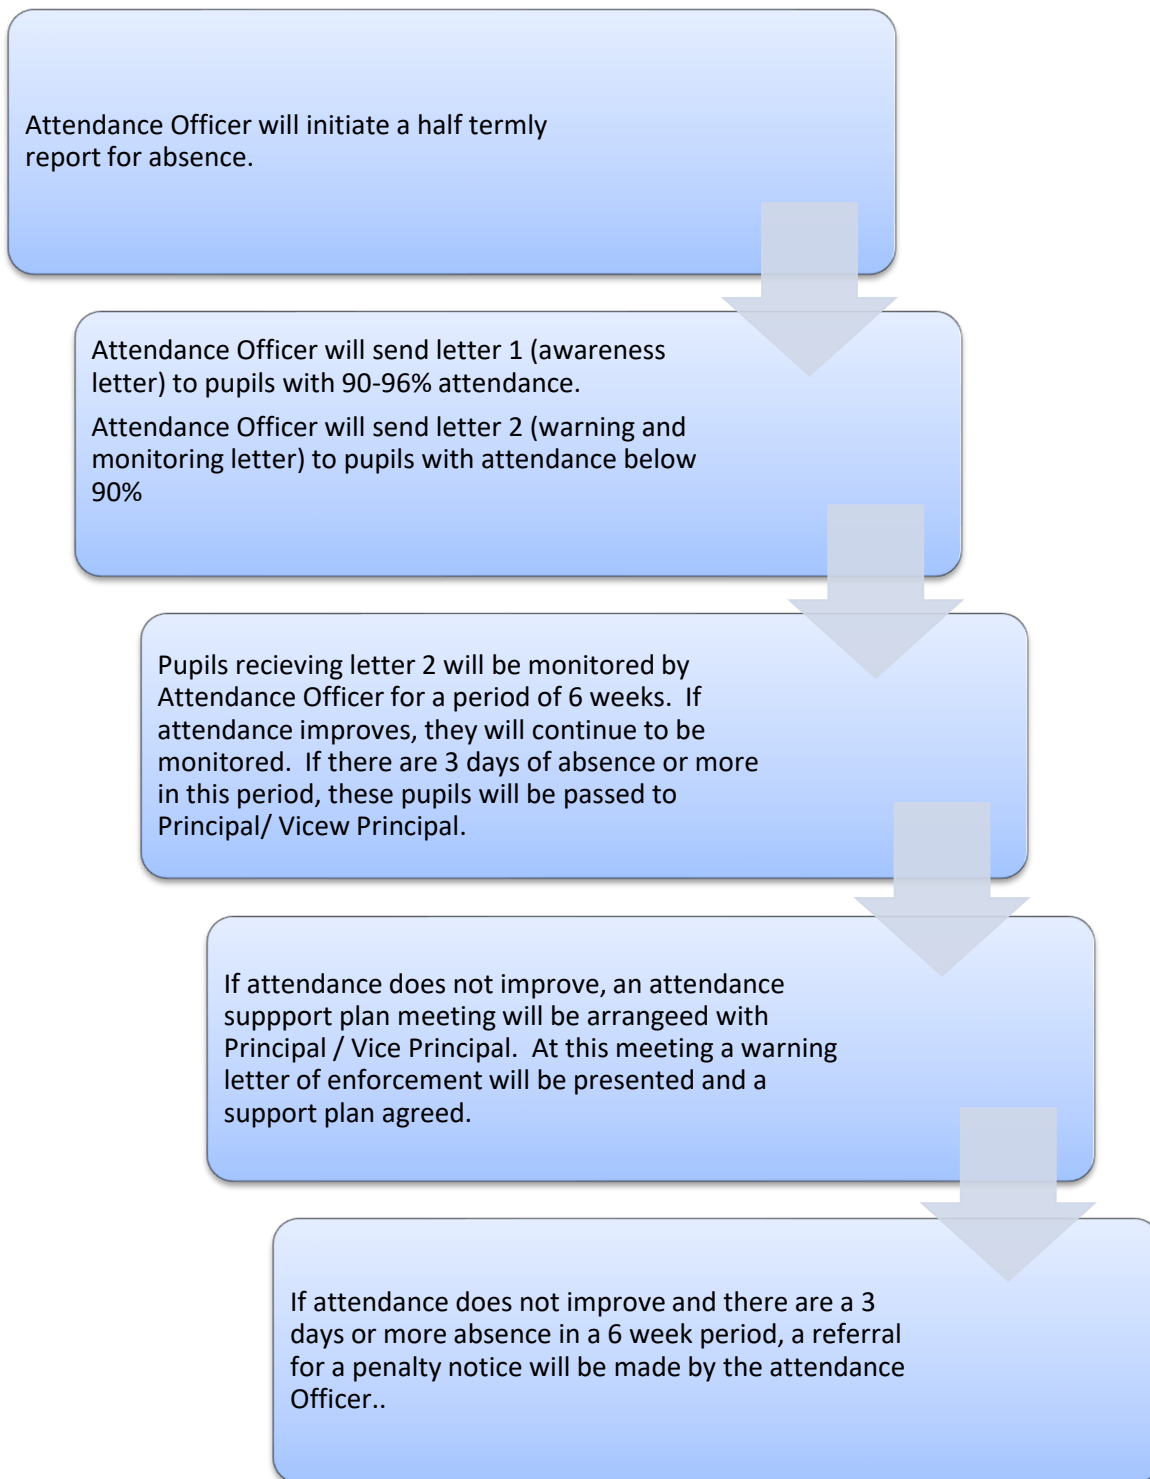 Attendance Officer will initiate a half termly
report for absence.
Attendance Officer will send letter 1 (awareness
letter) to pupils with 90-96% attendance.
Attendance Officer will send letter 2 (warning and
monitoring letter) to pupils with attendance below
90%
Pupils recieving letter 2 will be monitored by
Attendance Officer for a period of 6 weeks.  If
attendance improves, they will continue to be
monitored.  If there are 3 days of absence or more
in this period, these pupils will be passed to
Principal/ Vicew Principal.
If attendance does not improve, an attendance
suppport plan meeting will be arrangeed with
Principal / Vice Principal.  At this meeting a warning
letter of enforcement will be presented and a
support plan agreed.
If attendance does not improve and there are a 3
days or more absence in a 6 week period, a referral
for a penalty notice will be made by the attendance
Officer..